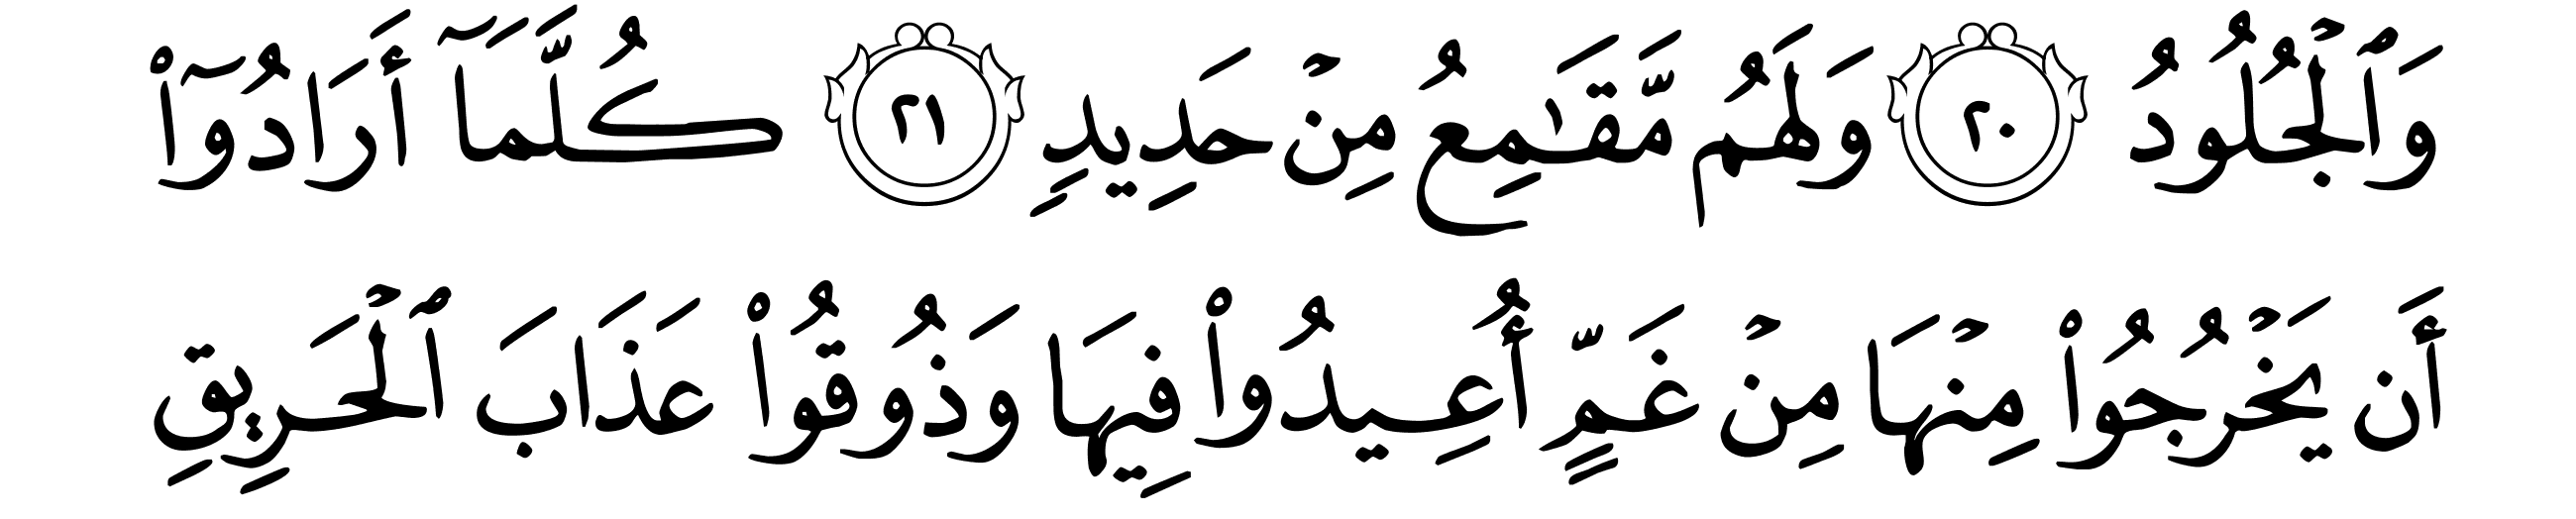 وَٱلْجُلُودُ ٢٠ وَلَهُم مَّقَـٰمِعُ مِنْ حَدِيدٍ ٢١ كُلَّمَآ أَرَادُوٓا۟
أَن يَخْرُجُوا۟ مِنْهَا مِنْ غَمٍّ أُعِيدُوا۟ فِيهَا وَذُوقُوا۟ عَذَابَ ٱلْحَرِيقِ